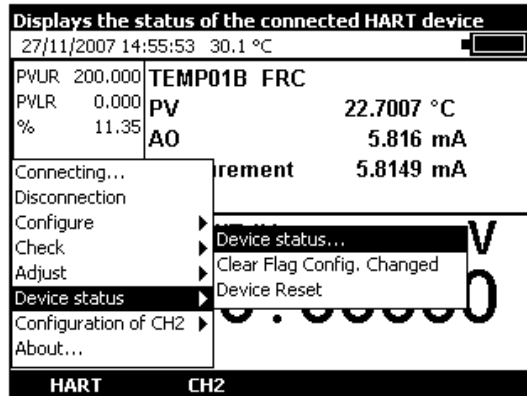 Displays the status of the connected HART device
27/11/2007 14:55:53 30.1 °C
PVUR 200.000
PVLR 0.000
% 11.35
TEMP01B FRC
PV 22.7007 °C
AO 5.816 mA
rement 5.8149 mA
V
Connecting...
Disconnection
Configure
Check
Adjust
Device status
Configuration of CH2
About...
Device status...
Clear Flag Config. Changed
Device Reset
HART CH2